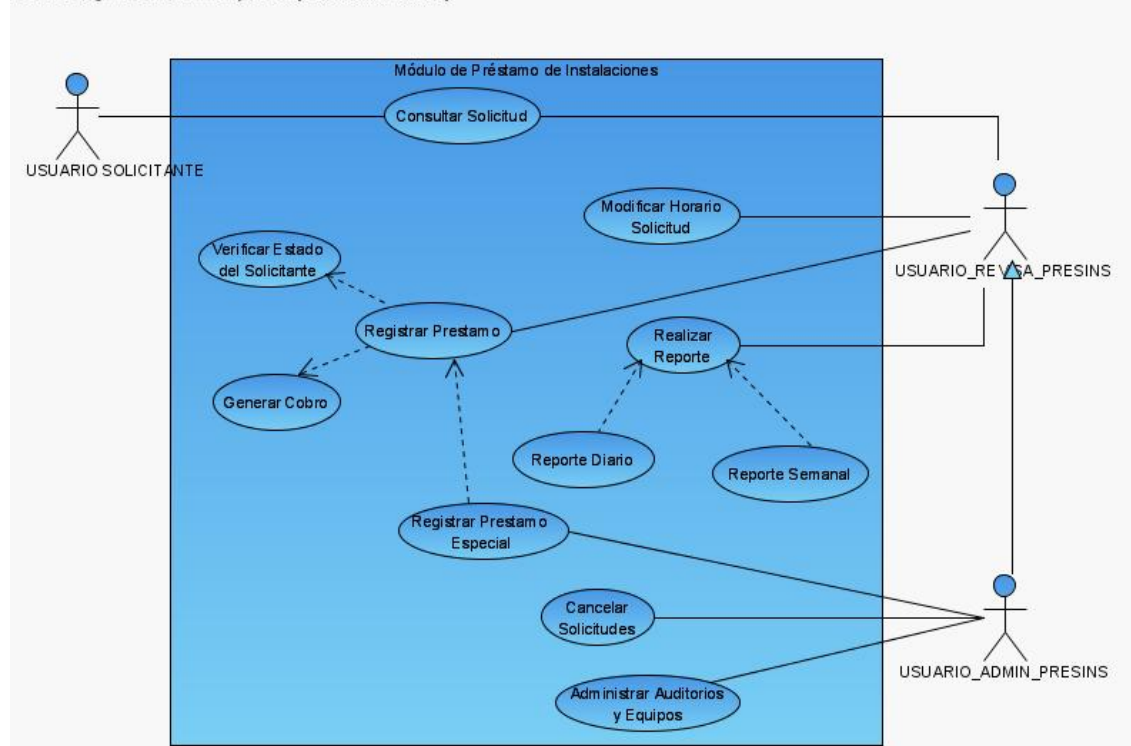 Módulo de Préstamo de Instalaciones
Consultar Solicitud
USUARIO SOLICITANTE
Modificar Horario
Solicitud
Verificar Estado
del Solicitante
USUARIO_REVISA_PRESINS
Registrar Prestamo
Realizar
Reporte
Generar Cobro
Reporte Diario
Reporte Semanal
Registrar Prestamo
Especial
Cancelar
Solicitudes
USUARIO_ADMIN_PRESINS
Administrar Auditorios
y Equipos